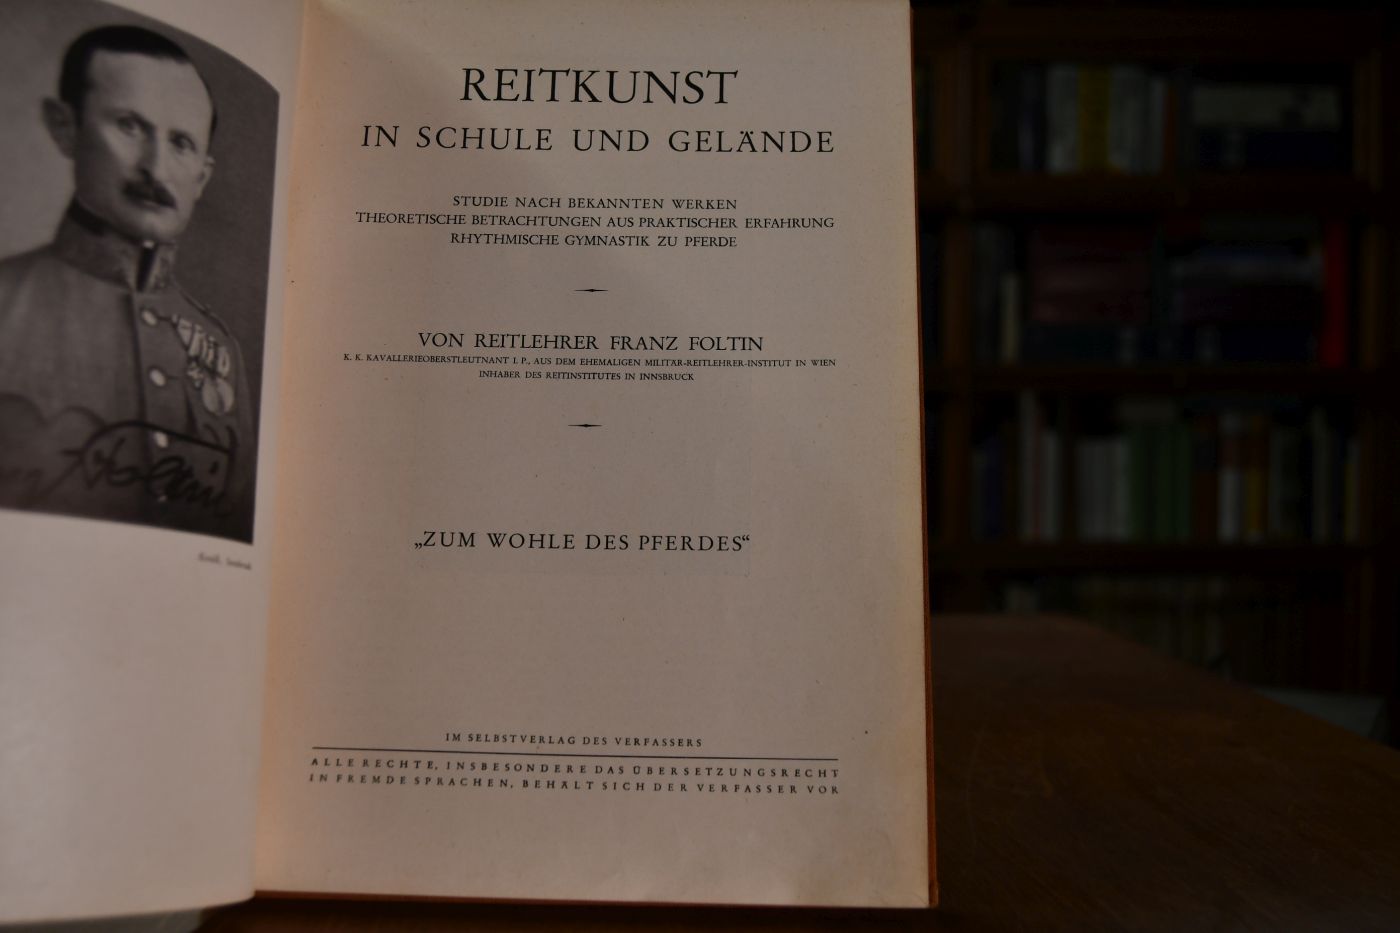 Foltin
REITKUNST
IN SCHULE UND GELÄNDE
STUDIE NACH BEKANNTEN WERKEN
THEORETISCHE BETRACHTUNGEN AUS PRAKTISCHER ERFAHRUNG
RHYTHMISCHE GYMNASTIK ZU PFERDE
VON REITLEHRER FRANZ FOLTIN
K. K. KAVALLERIEOBERSTLEUTNANT I. P., AUS DEM EHEMALIGEN MILITÄR-REITLEHRER-INSTITUT IN WIEN
INHABER DES REITINSTITUTES IN INNSBRUCK
„ZUM WOHLE DES PFERDES“
IM SELBSTVERLAG DES VERFASSERS
ALLE RECHTE, INSBESONDERE DAS ÜBERSETZUNGSRECHT
IN FREMDE SPRACHEN, BEHÄLT SICH DER VERFASSER VOR